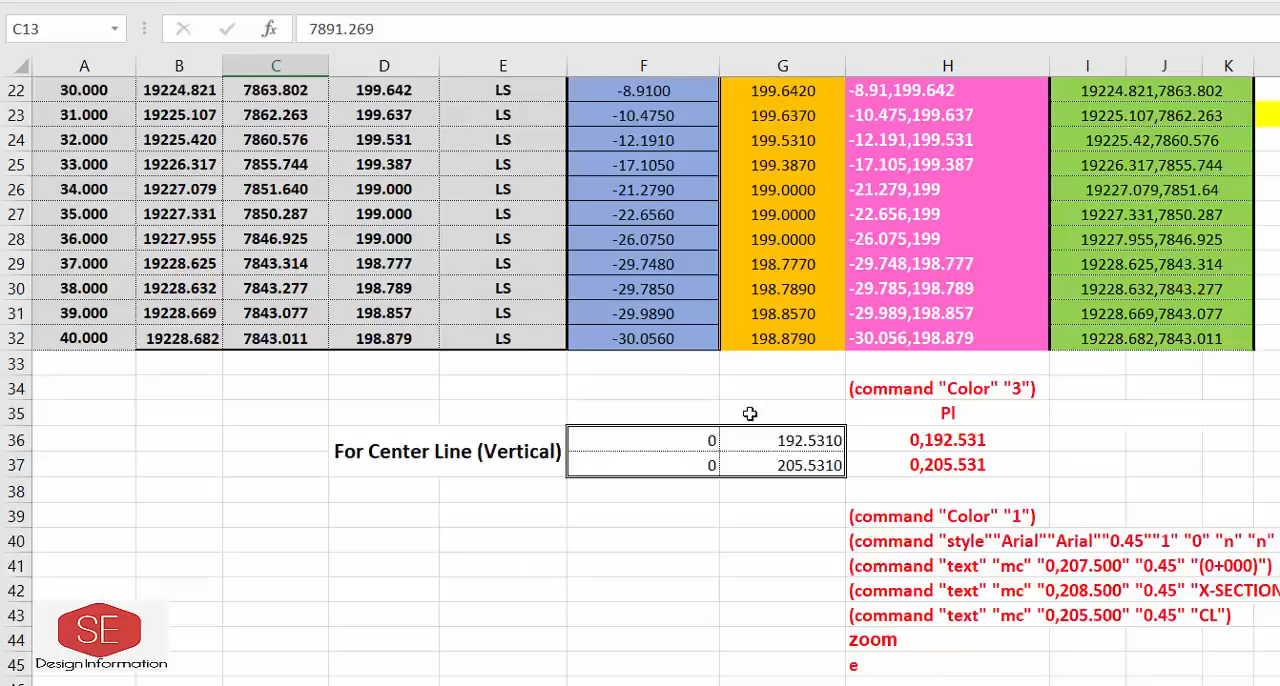 C13 fx 7891.269
A B C D E F G H I J K
22 30.000 19224.821 7863.802 199.642 LS -8.9100 199.6420 -8.91,199.642 19224.821,7863.802
23 31.000 19225.107 7862.263 199.637 LS -10.4750 199.6370 -10.475,199.637 19225.107,7862.263
24 32.000 19225.420 7860.576 199.531 LS -12.1910 199.5310 -12.191,199.531 19225.42,7860.576
25 33.000 19226.317 7855.744 199.387 LS -17.1050 199.3870 -17.105,199.387 19226.317,7855.744
26 34.000 19227.079 7851.640 199.000 LS -21.2790 199.0000 -21.279,199 19227.079,7851.64
27 35.000 19227.331 7850.287 199.000 LS -22.6560 199.0000 -22.656,199 19227.331,7850.287
28 36.000 19227.955 7846.925 199.000 LS -26.0750 199.0000 -26.075,199 19227.955,7846.925
29 37.000 19228.625 7843.314 198.777 LS -29.7480 198.7770 -29.748,198.777 19228.625,7843.314
30 38.000 19228.632 7843.277 198.789 LS -29.7850 198.7890 -29.785,198.789 19228.632,7843.277
31 39.000 19228.669 7843.077 198.857 LS -29.9890 198.8570 -29.989,198.857 19228.669,7843.077
32 40.000 19228.682 7843.011 198.879 LS -30.0560 198.8790 -30.056,198.879 19228.682,7843.011
33
34 (command "Color" "3")
35 Pl
36 0 192.5310 0,192.531
For Center Line (Vertical)
37 0 205.5310 0,205.531
38
39 (command "Color" "1")
40 (command "style""Arial""Arial""0.45""1" "0" "n" "n"
41 (command "text" "mc" "0,207.500" "0.45" "(0+000)")
42 (command "text" "mc" "0,208.500" "0.45" "X-SECTION
43 (command "text" "mc" "0,205.500" "0.45" "CL")
44 zoom
45 e
SE
Design Information